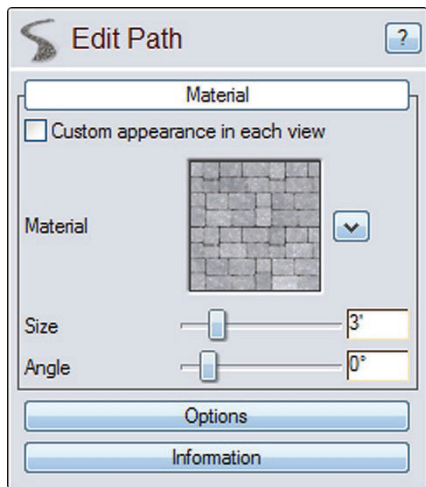 Edit Path
?
Material
Custom appearance in each view
Material
Size
3'
Angle
0°
Options
Information